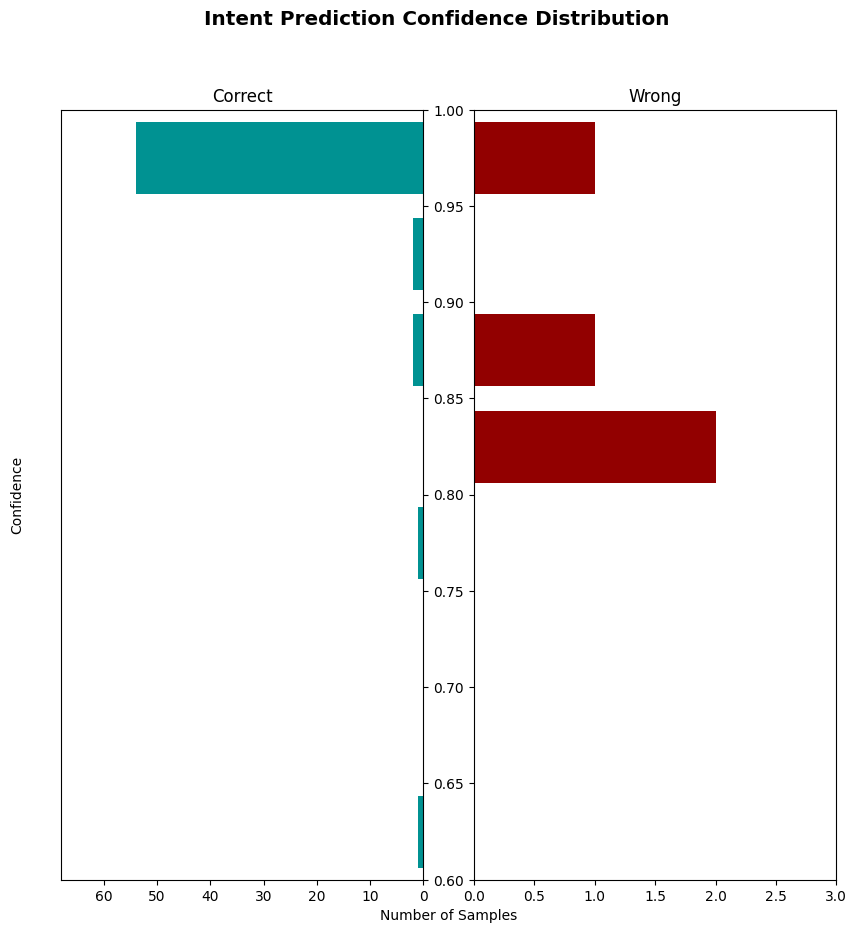 Intent Prediction Confidence Distribution
Correct
Wrong
1.00
0.95
0.90
0.85
0.80
0.75
0.70
0.65
0.60
Confidence
60 50 40 30 20 10 0
0.0 0.5 1.0 1.5 2.0 2.5 3.0
Number of Samples